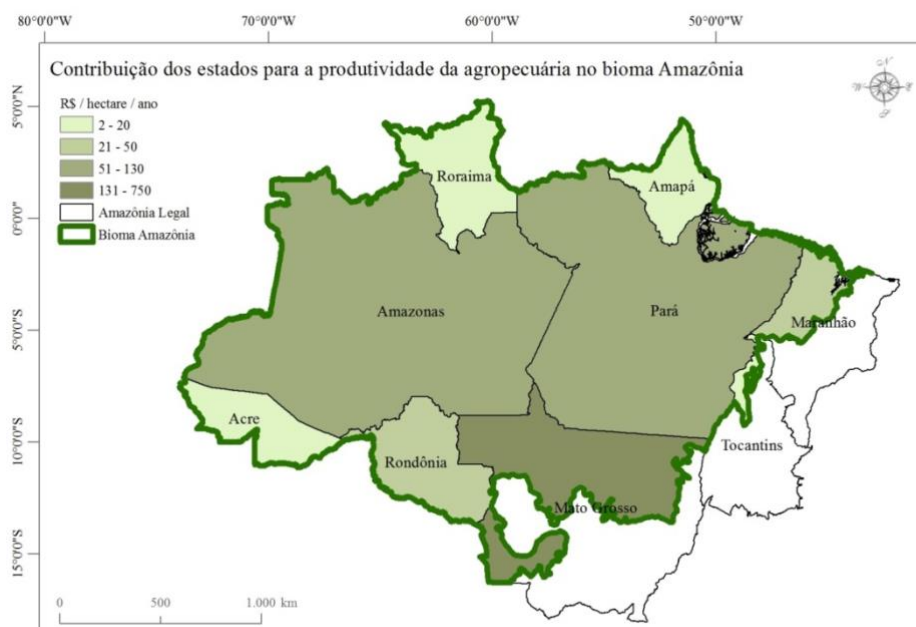 80°0'0"W
70°0'0"W
60°0'0"W
50°0'0"W
Contribuição dos estados para a produtividade da agropecuária no bioma Amazônia
N
W
E
S
R$ / hectare / ano
2 - 20
21 - 50
51 - 130
131 - 750
Amazônia Legal
Bioma Amazônia
5°0'0"N
0°0'0"
5°0'0"S
10°0'0"S
15°0'0"S
Roraima
Amapá
Amazonas
Pará
Maranhão
Acre
Rondônia
Tocantins
Mato Grosso
0
500
1.000 km